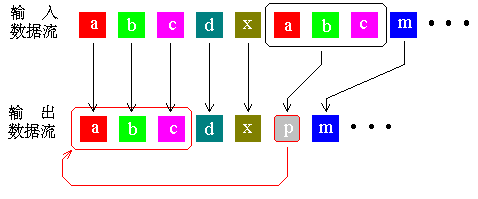 输 入
数据流 a b c d x a b c m • • •
输 出
数据流 a b c d x p m • • •